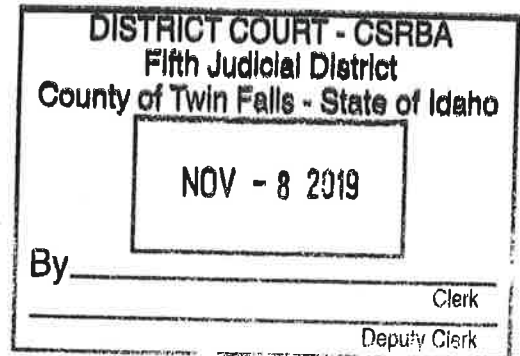 DISTRICT COURT - CSRBA
Fifth Judicial District
County of Twin Falls - State of Idaho
NOV - 8 2019
By
Clerk
Deputy Clerk